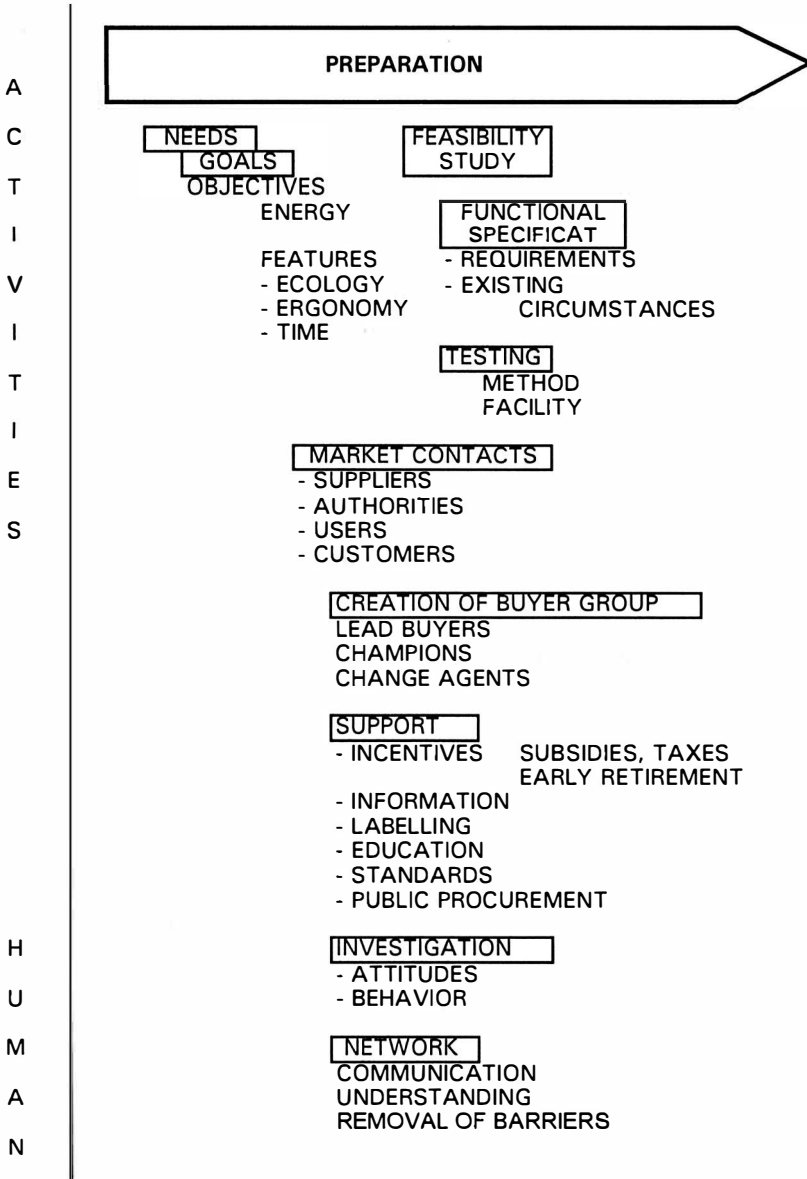 PREPARATION
A
C
T
I
V
I
T
I
E
S
NEEDS
GOALS
OBJECTIVES
ENERGY
FEATURES
- ECOLOGY
- ERGONOMY
- TIME
FEASIBILITY
STUDY
FUNCTIONAL
SPECIFICAT
- REQUIREMENTS
- EXISTING
CIRCUMSTANCES
TESTING
METHOD
FACILITY
MARKET CONTACTS
- SUPPLIERS
- AUTHORITIES
- USERS
- CUSTOMERS
CREATION OF BUYER GROUP
LEAD BUYERS
CHAMPIONS
CHANGE AGENTS
SUPPORT
- INCENTIVES SUBSIDIES, TAXES
EARLY RETIREMENT
- INFORMATION
- LABELLING
- EDUCATION
- STANDARDS
- PUBLIC PROCUREMENT
H
U
M
A
N
INVESTIGATION
- ATTITUDES
- BEHAVIOR
NETWORK
COMMUNICATION
UNDERSTANDING
REMOVAL OF BARRIERS